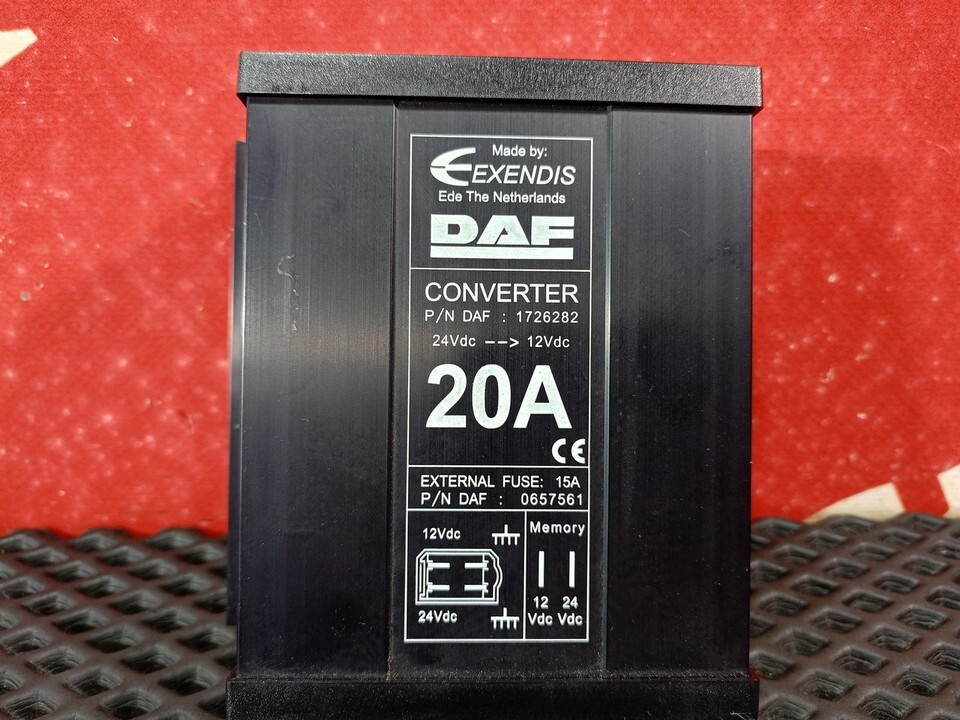 Made by:
EXENDIS
Ede The Netherlands
DAF
CONVERTER
P/N DAF : 1726282
24Vdc --> 12Vdc
20A
CE
EXTERNAL FUSE: 15A
P/N DAF : 0657561
12Vdc
Memory
24Vdc
12 24
Vdc Vdc